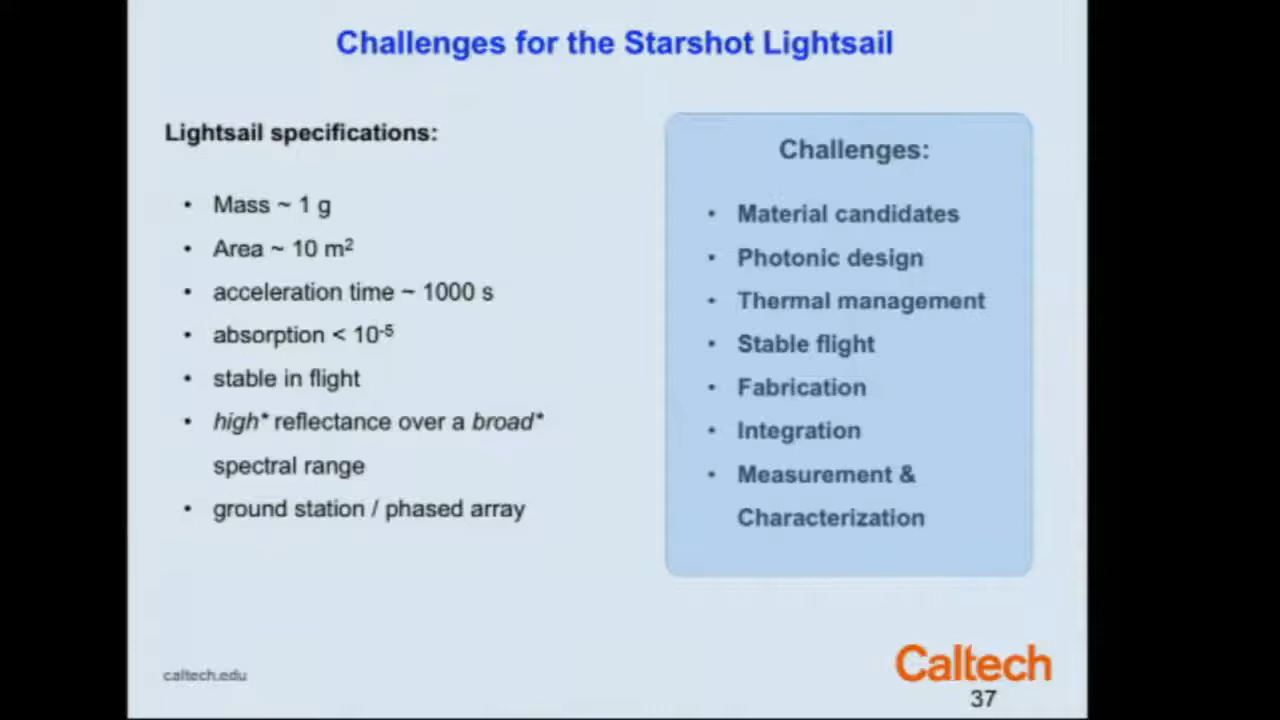 Challenges for the Starshot Lightsail
Lightsail specifications:
• Mass ~ 1 g
• Area ~ 10 m²
• acceleration time ~ 1000 s
• absorption < 10⁻⁵
• stable in flight
• high* reflectance over a broad*
spectral range
• ground station / phased array
Challenges:
• Material candidates
• Photonic design
• Thermal management
• Stable flight
• Fabrication
• Integration
• Measurement &
Characterization
caltech.edu
Caltech
37